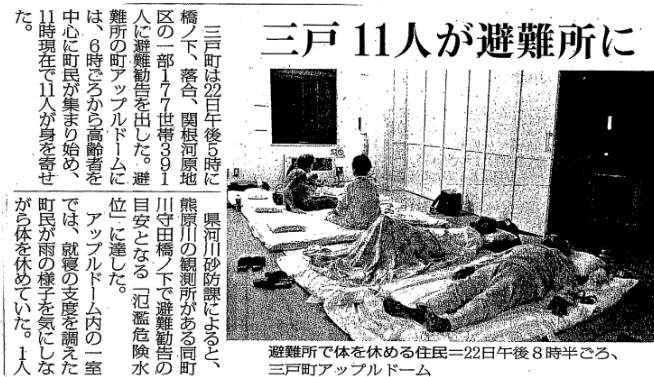 三戸 11人が避難所に
三戸町は22日午後5時に
橋ノ下、落合、関根河原地
区の一部177世帯391
人に避難勧告を出した。避
難所の町アップルドームに
は、6時ごろから高齢者を
中心に町民が集まり始め、
11時現在で11人が身を寄せ
た。
県河川砂防課によると、
熊原川の観測所がある同町
川守田橋ノ下で避難勧告の
目安となる「氾濫危険水
位」に達した。
アップルドーム内の一室
では、就寝の支度を調えた
町民が雨の様子を気にしな
がら体を休めていた。1人
避難所で体を休める住民＝22日午後8時半ごろ、
三戸町アップルドーム